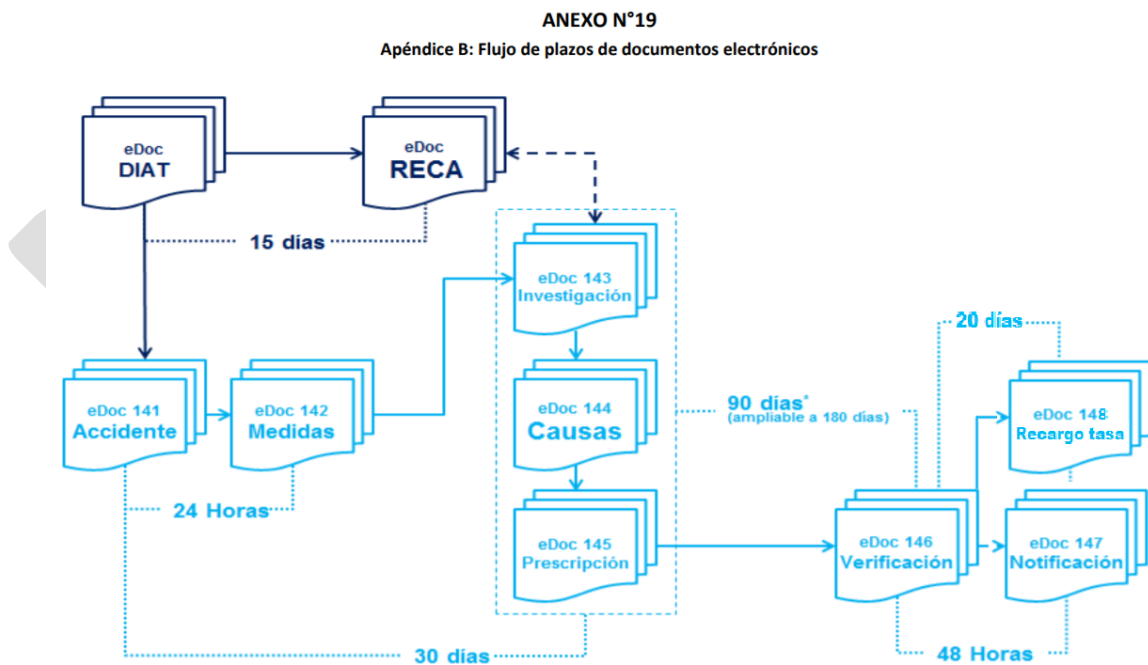 ANEXO N°19
Apéndice B: Flujo de plazos de documentos electrónicos
eDoc
DIAT
eDoc
RECA
15 días
eDoc 143
Investigación
20 días
eDoc 141
Accidente
eDoc 142
Medidas
eDoc 144
Causas
90 días*
(ampliable a 180 días)
eDoc 148
Recargo tasa
24 Horas
eDoc 145
Prescripción
eDoc 146
Verificación
eDoc 147
Notificación
30 días
48 Horas